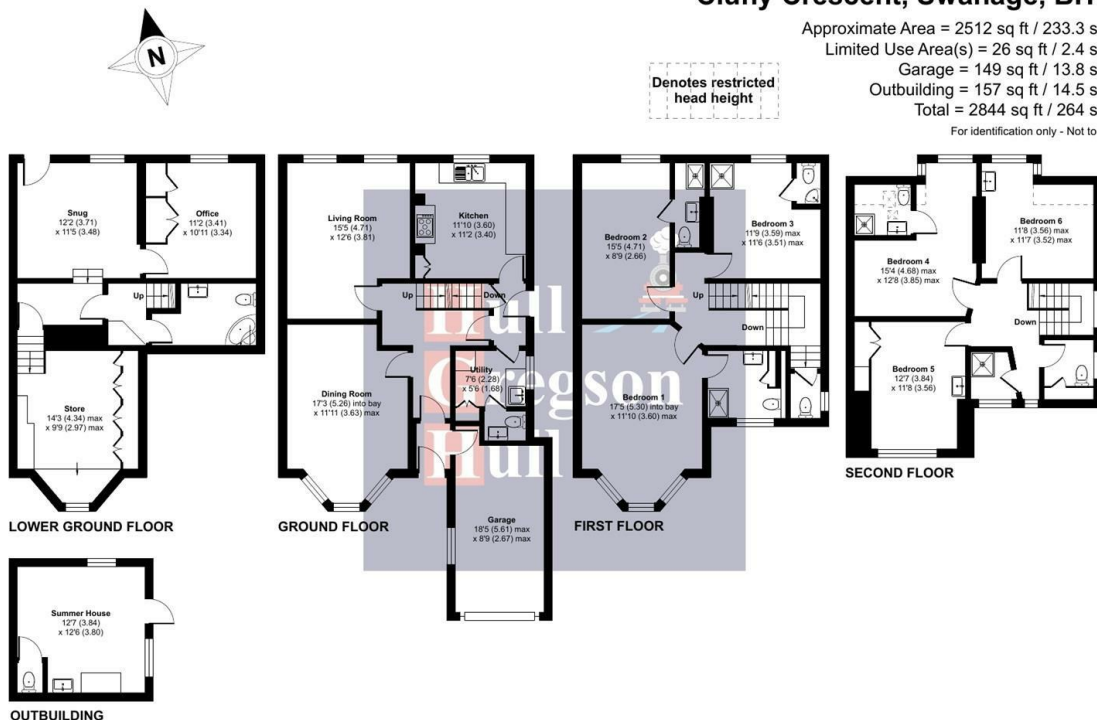 Cluny Crescent, Swanage, BH
Approximate Area = 2512 sq ft / 233.3 s
Limited Use Area(s) = 26 sq ft / 2.4 s
Garage = 149 sq ft / 13.8 s
Outbuilding = 157 sq ft / 14.5 s
Total = 2844 sq ft / 264 s
For identification only - Not to
N
Denotes restricted
head height
Snug
12'2 (3.71)
x 11'5 (3.48)
Office
11'2 (3.41)
x 10'11 (3.34)
Up
Store
14'3 (4.34) max
x 9'9 (2.97) max
LOWER GROUND FLOOR
Living Room
15'5 (4.71)
x 12'6 (3.81)
Kitchen
11'10 (3.60)
x 11'2 (3.40)
Up
Down
Dining Room
17'3 (5.26) into bay
x 11'11 (3.63) max
Utility
7'6 (2.28)
x 5'6 (1.68)
Garage
18'5 (5.61) max
x 8'9 (2.67) max
GROUND FLOOR
Hull
Gregson
Hull
Bedroom 2
15'5 (4.71)
x 8'9 (2.66)
Bedroom 3
11'9 (3.59) max
x 11'6 (3.51) max
Up
Down
Bedroom 1
17'5 (5.30) into bay
x 11'10 (3.60) max
FIRST FLOOR
Bedroom 4
15'4 (4.68) max
x 12'8 (3.85) max
Bedroom 6
11'8 (3.56) max
x 11'7 (3.52) max
Down
Bedroom 5
12'7 (3.84)
x 11'8 (3.56)
SECOND FLOOR
Summer House
12'7 (3.84)
x 12'6 (3.80)
OUTBUILDING